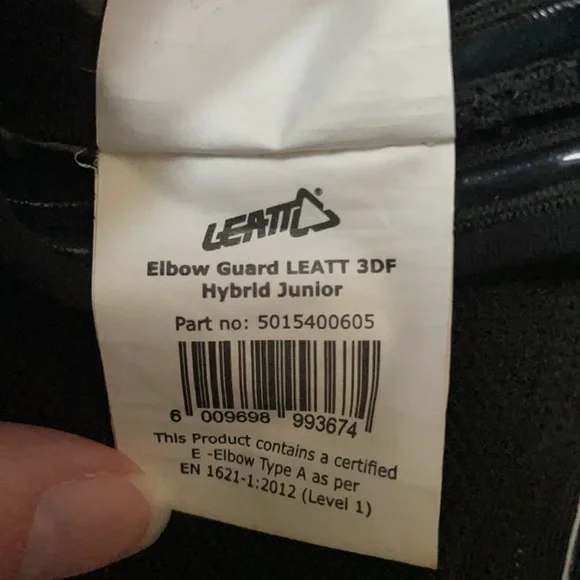 LEATT®
Elbow Guard LEATT 3DF
Hybrid Junior
Part no: 5015400605
6 009698 993674
This Product contains a certified
E -Elbow Type A as per
EN 1621-1:2012 (Level 1)